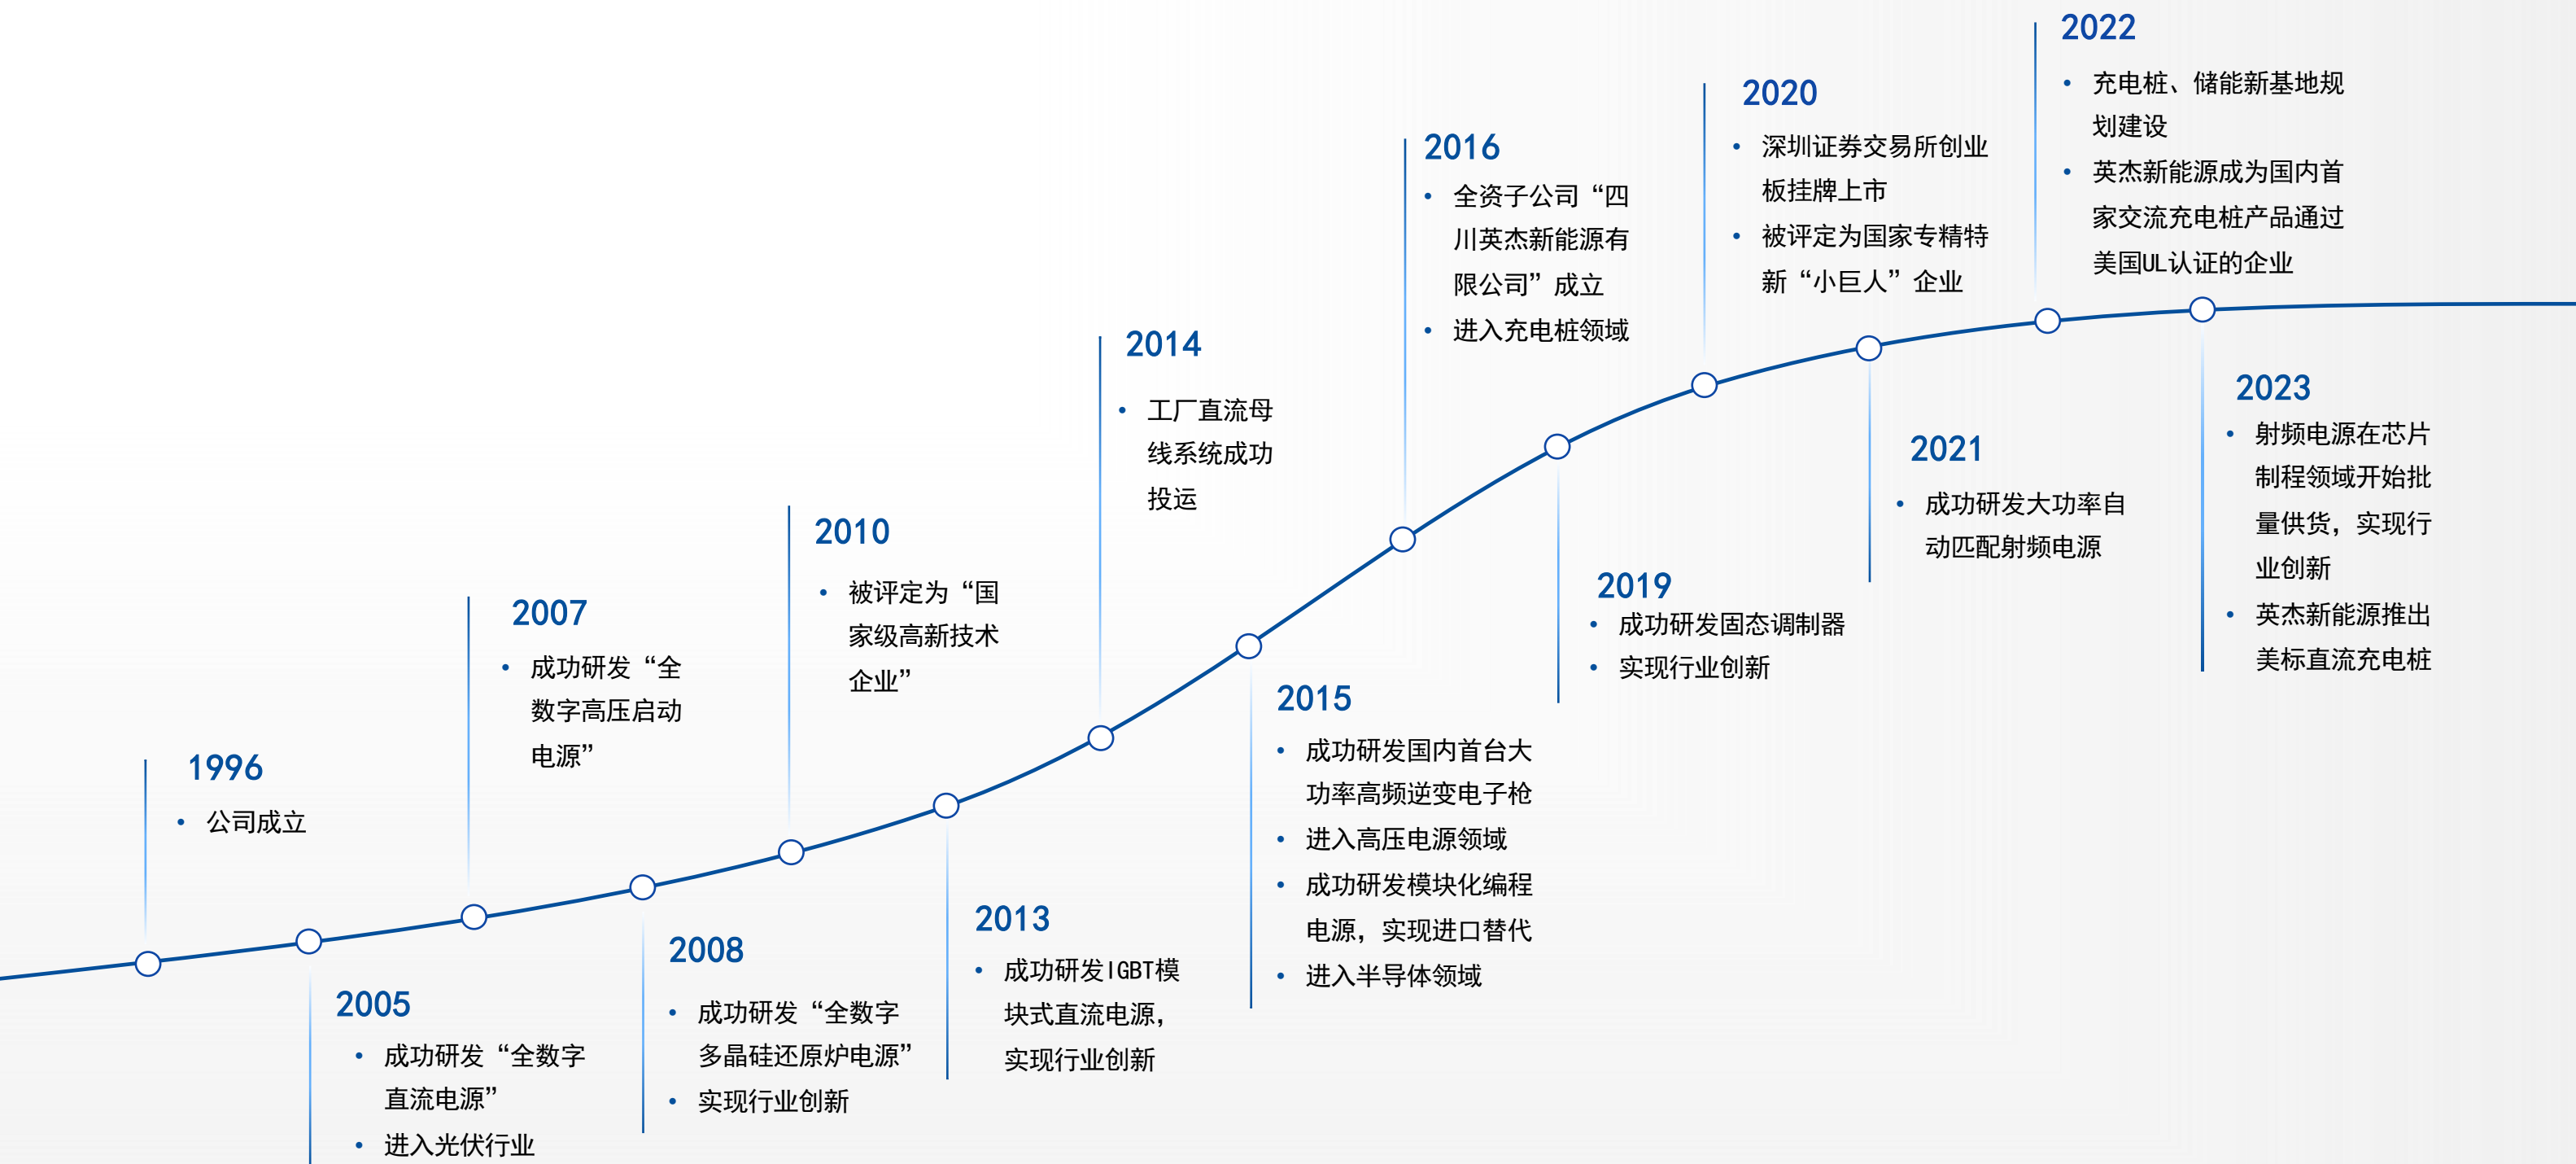 1996
• 公司成立
2005
• 成功研发“全数字
直流电源”
• 进入光伏行业
2007
• 成功研发“全
数字高压启动
电源”
2008
• 成功研发“全数字
多晶硅还原炉电源”
• 实现行业创新
2010
• 被评定为“国
家级高新技术
企业”
2013
• 成功研发IGBT模
块式直流电源，
实现行业创新
2014
• 工厂直流母
线系统成功
投运
2015
• 成功研发国内首台大
功率高频逆变电子枪
• 进入高压电源领域
• 成功研发模块化编程
电源，实现进口替代
• 进入半导体领域
2016
• 全资子公司“四
川英杰新能源有
限公司”成立
• 进入充电桩领域
2019
• 成功研发固态调制器
• 实现行业创新
2020
• 深圳证券交易所创业
板挂牌上市
• 被评定为国家专精特
新“小巨人”企业
2021
• 成功研发大功率自
动匹配射频电源
2022
• 充电桩、储能新基地规
划建设
• 英杰新能源成为国内首
家交流充电桩产品通过
美国UL认证的企业
2023
• 射频电源在芯片
制程领域开始批
量供货，实现行
业创新
• 英杰新能源推出
美标直流充电桩